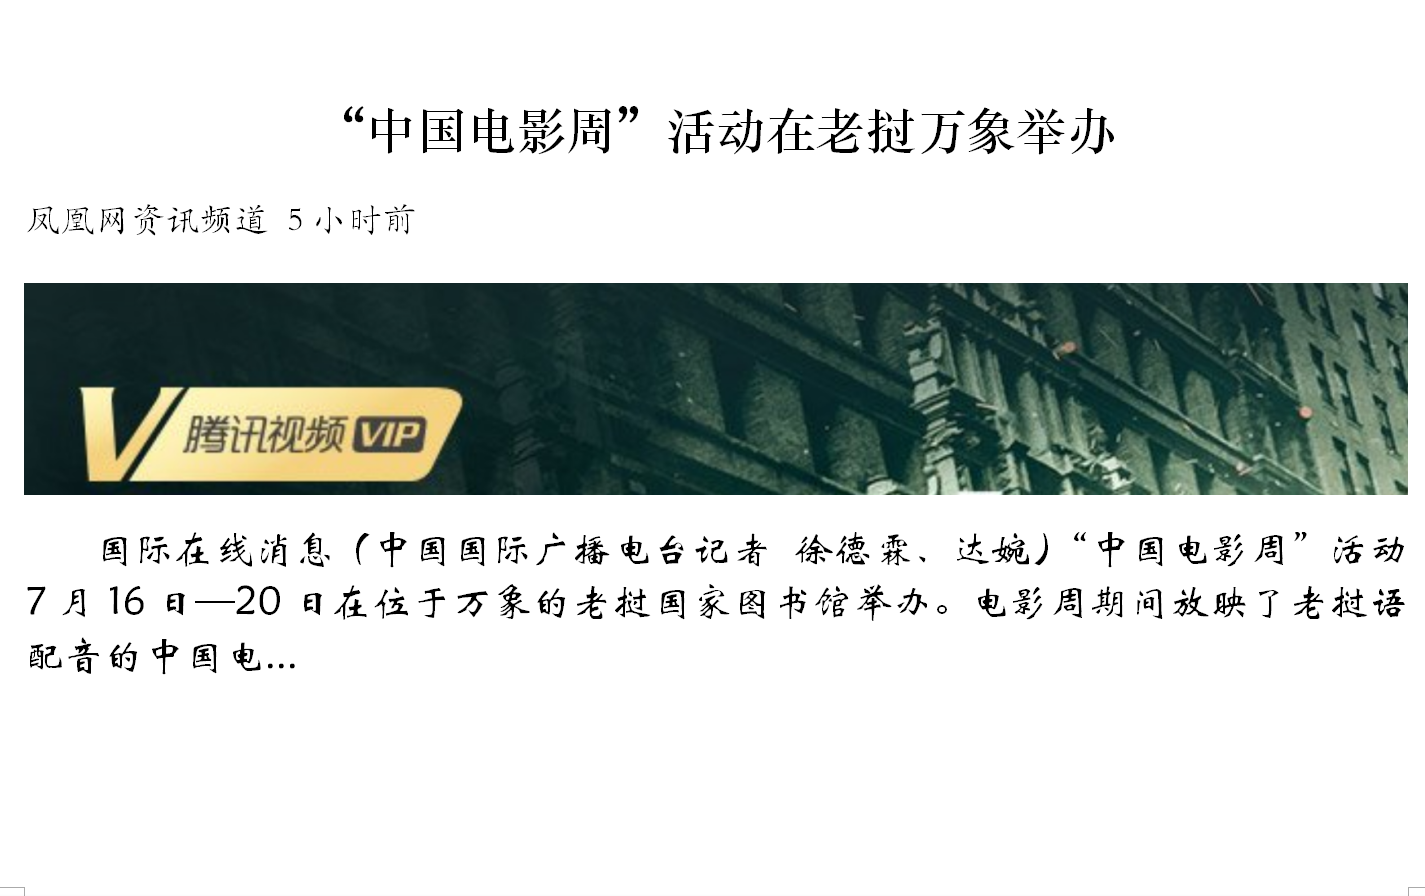 “中国电影周”活动在老挝万象举办
凤凰网资讯频道 5小时前
腾讯视频 VIP
国际在线消息（中国国际广播电台记者 徐德霖、达婉）“中国电影周”活动
7月16日—20日在位于万象的老挝国家图书馆举办。电影周期间放映了老挝语
配音的中国电...